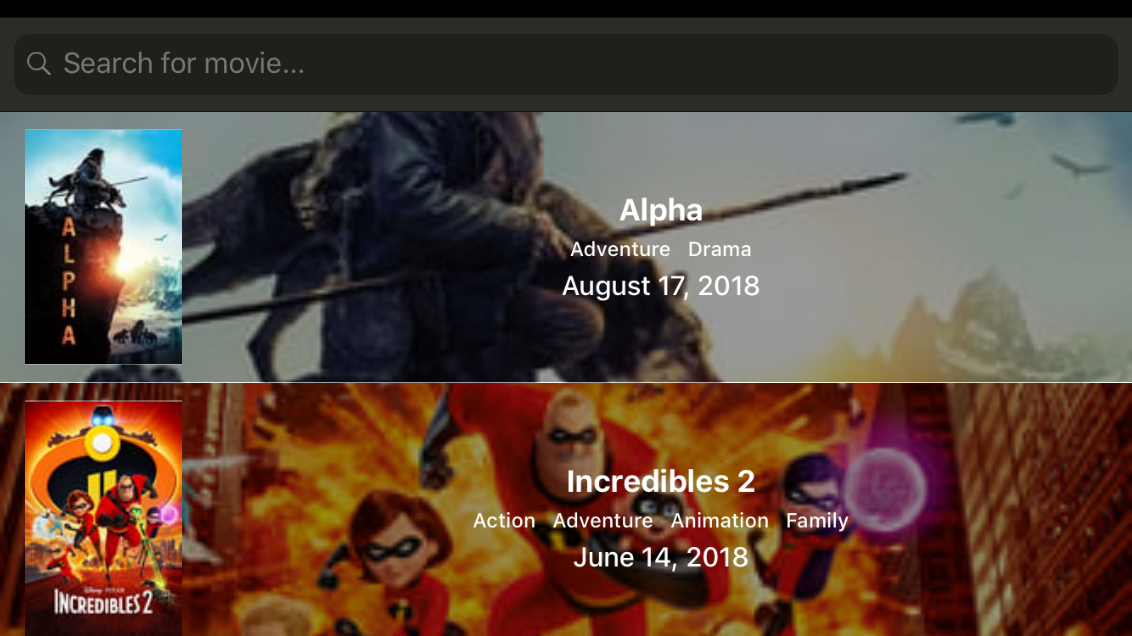 Search for movie...
ALPHA
Alpha
Adventure Drama
August 17, 2018
Disney PIXAR
INCREDIBLES 2
Incredibles 2
Action Adventure Animation Family
June 14, 2018